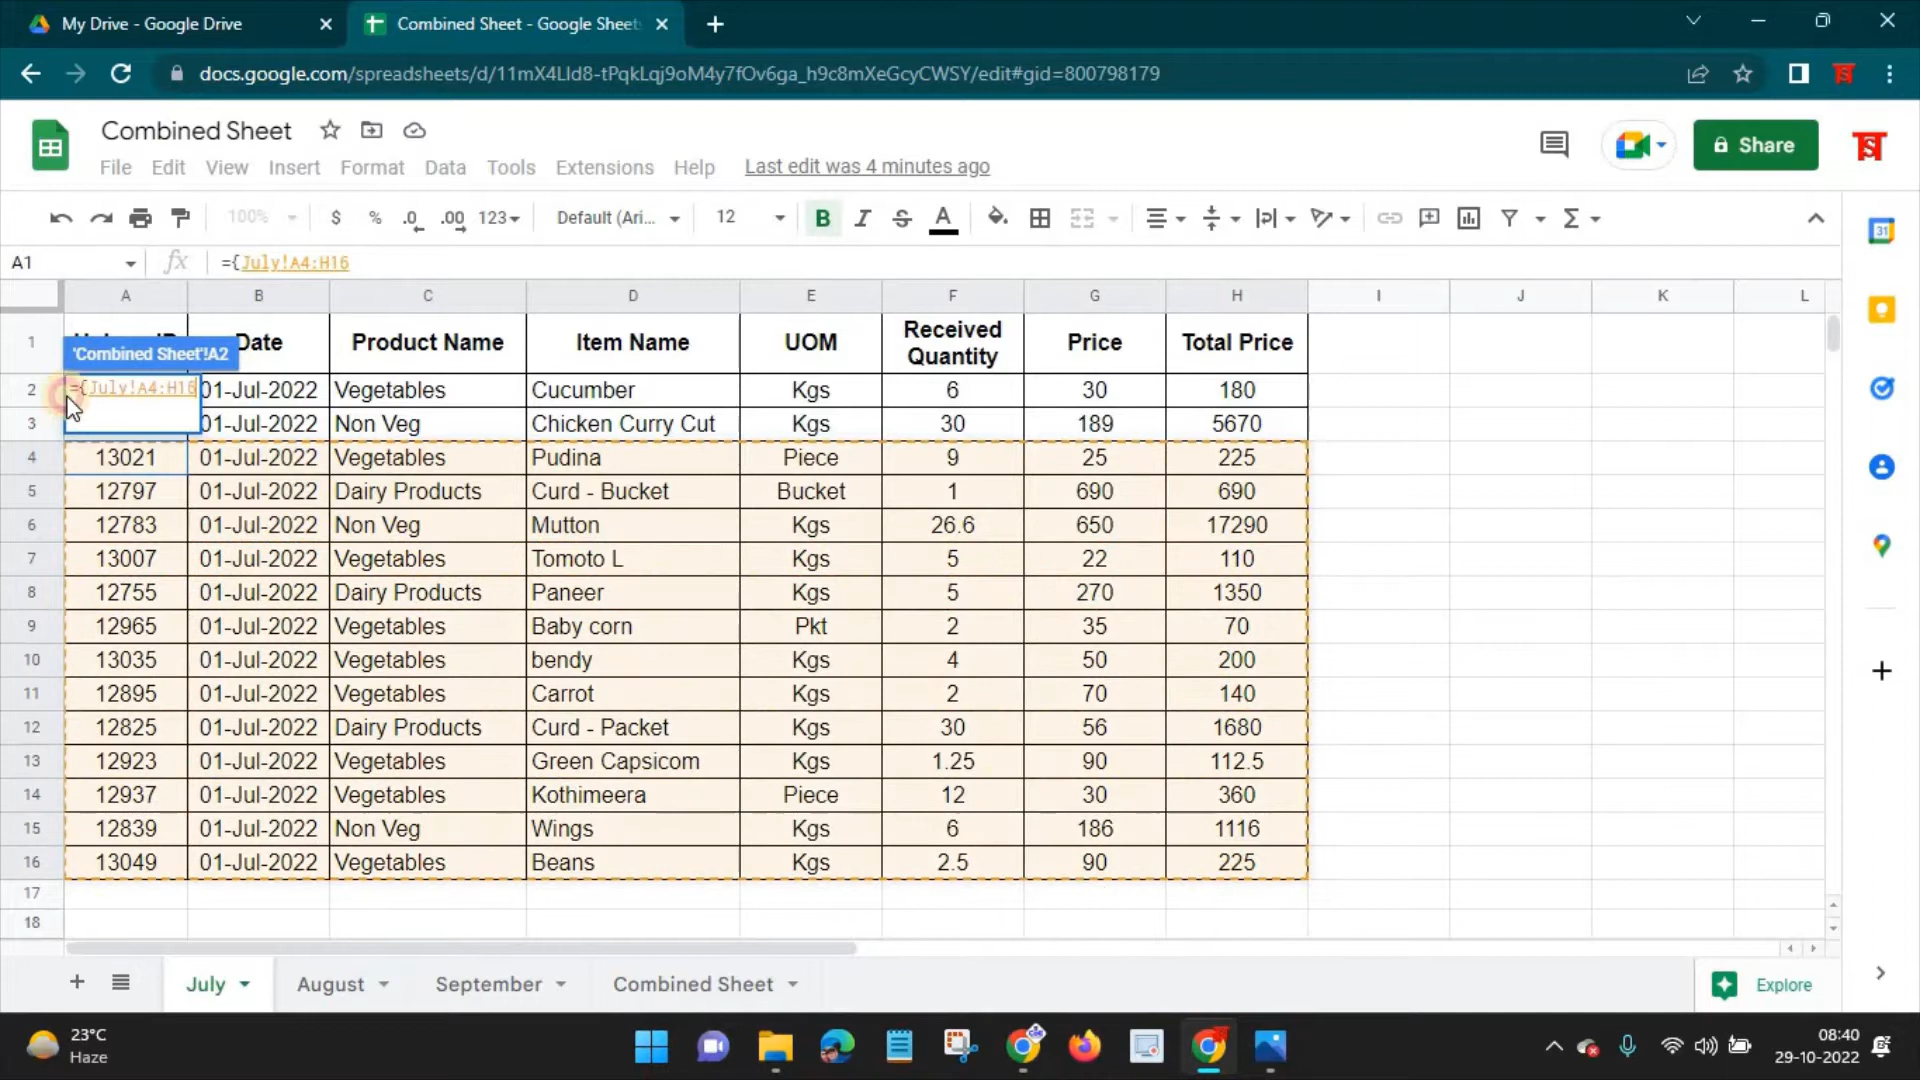 My Drive - Google Drive
Combined Sheet - Google Sheet
docs.google.com/spreadsheets/d/11mX4LId8-tPqkLqj9oM4y7fOv6ga_h9c8mXeGcyCWSY/edit#gid=800798179
Combined Sheet
File Edit View Insert Format Data Tools Extensions Help Last edit was 4 minutes ago
Share
100% $ % .0 .00 123 Default (Ari... 12 B I S A Σ
31
A1 fx ={July!A4:H16
A B C D E F G H I J K L
1 Date Product Name Item Name UOM Received Quantity Price Total Price
'Combined Sheet'!A2
2 ={July!A4:H16 01-Jul-2022 Vegetables Cucumber Kgs 6 30 180
3 01-Jul-2022 Non Veg Chicken Curry Cut Kgs 30 189 5670
4 13021 01-Jul-2022 Vegetables Pudina Piece 9 25 225
5 12797 01-Jul-2022 Dairy Products Curd - Bucket Bucket 1 690 690
6 12783 01-Jul-2022 Non Veg Mutton Kgs 26.6 650 17290
7 13007 01-Jul-2022 Vegetables Tomoto L Kgs 5 22 110
8 12755 01-Jul-2022 Dairy Products Paneer Kgs 5 270 1350
9 12965 01-Jul-2022 Vegetables Baby corn Pkt 2 35 70
10 13035 01-Jul-2022 Vegetables bendy Kgs 4 50 200
11 12895 01-Jul-2022 Vegetables Carrot Kgs 2 70 140
12 12825 01-Jul-2022 Dairy Products Curd - Packet Kgs 30 56 1680
13 12923 01-Jul-2022 Vegetables Green Capsicom Kgs 1.25 90 112.5
14 12937 01-Jul-2022 Vegetables Kothimeera Piece 12 30 360
15 12839 01-Jul-2022 Non Veg Wings Kgs 6 186 1116
16 13049 01-Jul-2022 Vegetables Beans Kgs 2.5 90 225
17
18
July August September Combined Sheet Explore
23°C
Haze
08:40
29-10-2022